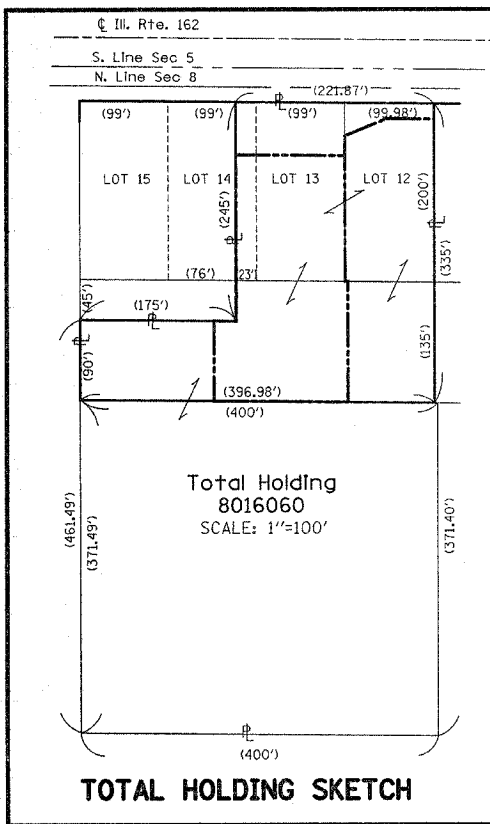 ℄ Ill. Rte. 162
S. Line Sec 5
N. Line Sec 8
(221.87')
℄
(99') (99') (99') (99.98')
LOT 15 LOT 14 LOT 13 LOT 12
(245')
(200')
(335')
(76') 23'
(45')
(175')
(90')
(135')
(396.98')
(400')
Total Holding
8016060
SCALE: 1"=100'
(461.49')
(371.49')
(371.40')
(400')
TOTAL HOLDING SKETCH